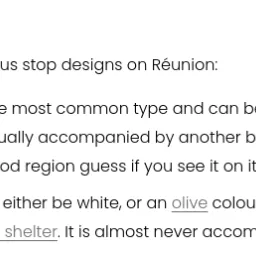 us stop designs on Réunion:
e most common type and can be
ually accompanied by another b
od region guess if you see it on it
either be white, or an olive colou
shelter. It is almost never accom